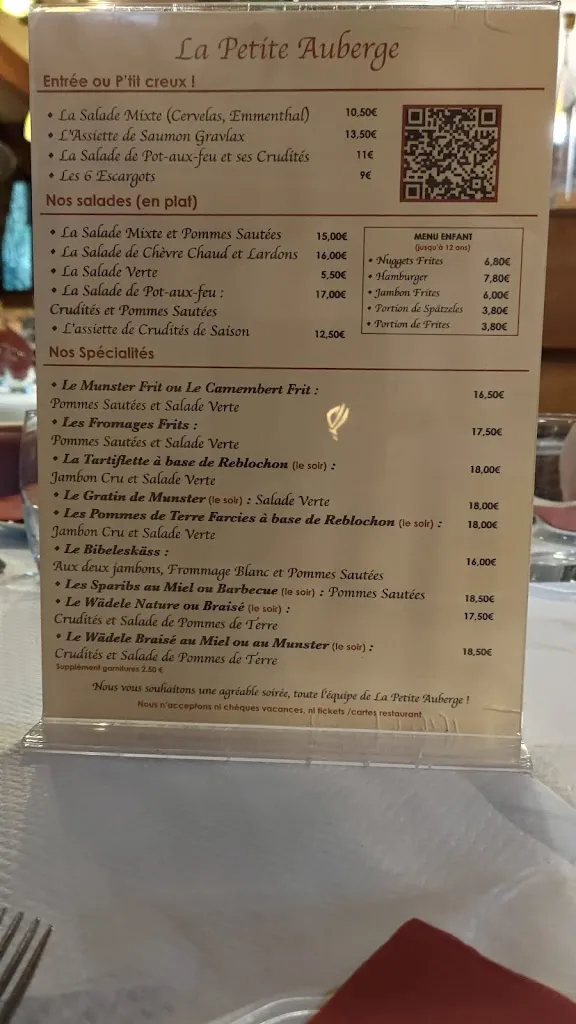 La Petite Auberge
Entrée ou P'tit creux !
• La Salade Mixte (Cervelas, Emmenthal) 10,50€
• L'Assiette de Saumon Gravlax 13,50€
• La Salade de Pot-aux-feu et ses Crudités 11€
• Les 6 Escargots 9€
Nos salades (en plat)
• La Salade Mixte et Pommes Sautées 15,00€
• La Salade de Chèvre Chaud et Lardons 16,00€
• La Salade Verte 5,50€
• La Salade de Pot-aux-feu : 17,00€
Crudités et Pommes Sautées
• L'assiette de Crudités de Saison 12,50€
MENU ENFANT
(jusqu'à 12 ans)
• Nuggets Frites 6,80€
• Hamburger 7,80€
• Jambon Frites 6,00€
• Portion de Spätzeles 3,80€
• Portion de Frites 3,80€
Nos Spécialités
• Le Munster Frit ou Le Camembert Frit : 16,50€
Pommes Sautées et Salade Verte
• Les Fromages Frits : 17,50€
Pommes Sautées et Salade Verte
• La Tartiflette à base de Reblochon (le soir) : 18,00€
Jambon Cru et Salade Verte
• Le Gratin de Munster (le soir) : Salade Verte 18,00€
• Les Pommes de Terre Farcies à base de Reblochon (le soir) : 18,00€
Jambon Cru et Salade Verte
• Le Bibeleskäss : 16,00€
Aux deux jambons, Frommage Blanc et Pommes Sautées
• Les Sparibs au Miel ou Barbecue (le soir) : Pommes Sautées 18,50€
• Le Wädele Nature ou Braisé (le soir) : 17,50€
Crudités et Salade de Pommes de Terre
• Le Wädele Braisé au Miel ou au Munster (le soir) : 18,50€
Crudités et Salade de Pommes de Terre
Supplément garnitures 2.50 €
Nous vous souhaitons une agréable soirée, toute l'équipe de La Petite Auberge !
Nous n'acceptons ni chèques vacances, ni tickets /cartes restaurant